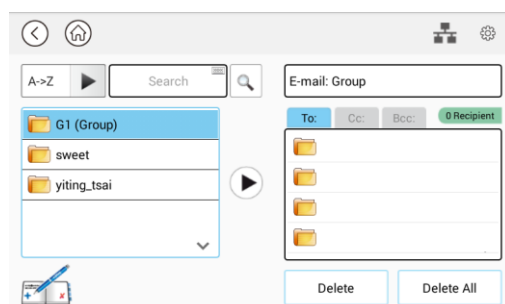 A->Z
Search
E-mail: Group
To:
Cc:
Bcc:
0 Recipient
G1 (Group)
sweet
yiting_tsai
Delete
Delete All